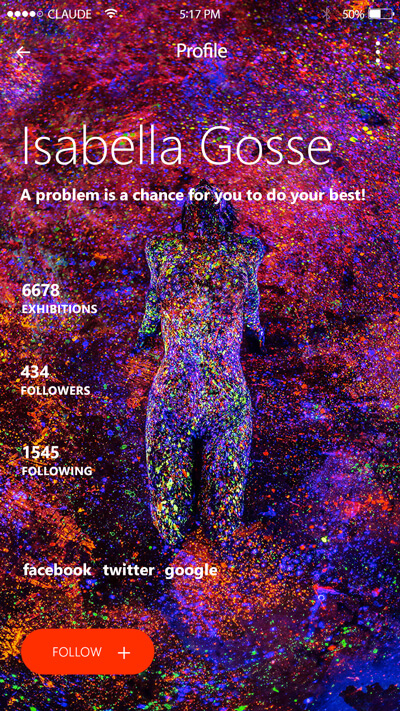 CLAUDE 5:17 PM 50%
Profile
Isabella Gosse
A problem is a chance for you to do your best!
6678
EXHIBITIONS
434
FOLLOWERS
1545
FOLLOWING
facebook twitter google
FOLLOW +